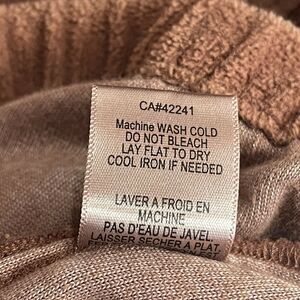 CA#42241
Machine WASH COLD
DO NOT BLEACH
LAY FLAT TO DRY
COOL IRON IF NEEDED
LAVER A FROID EN
MACHINE
PAS D'EAU DE JAVEL
LAISSER SECHER A PLAT